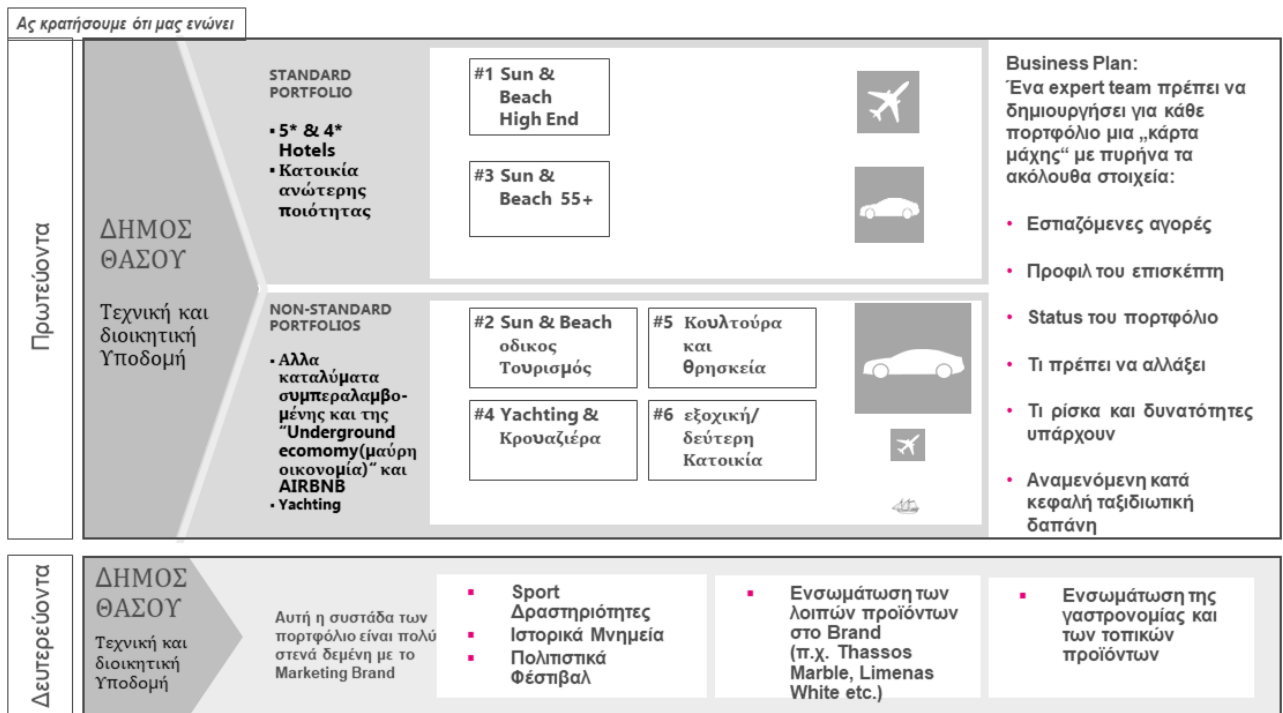 Ας κρατήσουμε ότι μας ενώνει
Πρωτεύοντα
ΔΗΜΟΣ
ΘΑΣΟΥ
Τεχνική και
διοικητική
Υποδομή
STANDARD
PORTFOLIO
▪ 5* & 4*
Hotels
▪ Κατοικία
ανώτερης
ποιότητας
#1 Sun &
Beach
High End
#3 Sun &
Beach 55+
NON-STANDARD
PORTFOLIOS
▪ Αλλα
καταλύματα
συμπεραλαμβο-
μένης και της
“Underground
ecomomy(μαύρη
οικονομία)“ και
AIRBNB
▪ Yachting
#2 Sun & Beach
οδικος
Τουρισμός
#5 Κουλτούρα
και
θρησκεία
#4 Yachting &
Κρουαζιέρα
#6 εξοχική/
δεύτερη
Κατοικία
Business Plan:
Ένα expert team πρέπει να
δημιουργήσει για κάθε
πορτφόλιο μια „κάρτα
μάχης“ με πυρήνα τα
ακόλουθα στοιχεία:
• Εσπιαζόμενες αγορές
• Προφιλ του επισκέπτη
• Status του πορτφόλιο
• Τι πρέπει να αλλάξει
• Τι ρίσκα και δυνατότητες
υπάρχουν
• Αναμενόμενη κατά
κεφαλή ταξιδιωτική
δαπάνη
Δευτερεύοντα
ΔΗΜΟΣ
ΘΑΣΟΥ
Τεχνική και
διοικητική
Υποδομή
Αυτή η συστάδα των
πορτφόλιο είναι πολύ
στενά δεμένη με το
Marketing Brand
▪ Sport
Δραστηριότητες
▪ Ιστορικά Μνημεία
▪ Πολιτιστικά
Φέστιβαλ
▪ Ενσωμάτωση των
λοιπών προϊόντων
στο Brand
(π.χ. Thassos
Marble, Limenas
White etc.)
▪ Ενσωμάτωση της
γαστρονομίας και
των τοπικών
προϊόντων